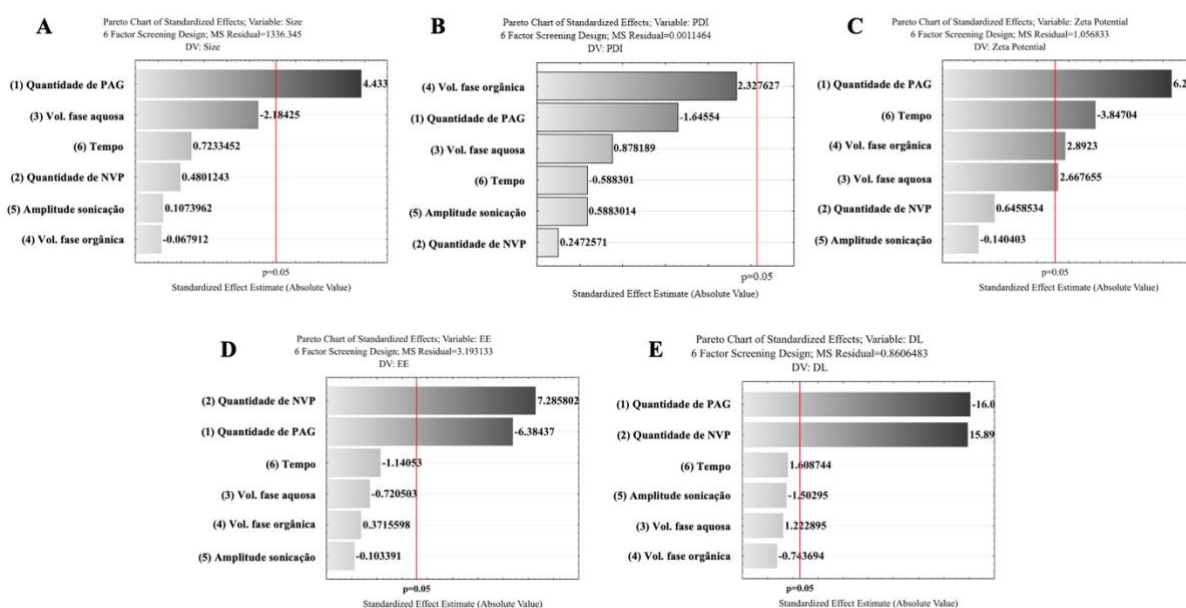 A
Pareto Chart of Standardized Effects; Variable: Size
6 Factor Screening Design; MS Residual=1336.345
DV: Size
(1) Quantidade de PAG
4.433
(3) Vol. fase aquosa
-2.18425
(6) Tempo
0.7233452
(2) Quantidade de NVP
0.4801243
(5) Amplitude sonicação
0.1073962
(4) Vol. fase orgânica
-0.067912
p=0.05
Standardized Effect Estimate (Absolute Value)
B
Pareto Chart of Standardized Effects; Variable: PDI
6 Factor Screening Design; MS Residual=0.0011464
DV: PDI
(4) Vol. fase orgânica
2.327627
(1) Quantidade de PAG
-1.64554
(3) Vol. fase aquosa
0.878189
(6) Tempo
-0.588301
(5) Amplitude sonicação
0.5883014
(2) Quantidade de NVP
0.2472571
p=0.05
Standardized Effect Estimate (Absolute Value)
C
Pareto Chart of Standardized Effects; Variable: Zeta Potential
6 Factor Screening Design; MS Residual=1.056833
DV: Zeta Potential
(1) Quantidade de PAG
6.2
(6) Tempo
-3.84704
(4) Vol. fase orgânica
2.8923
(3) Vol. fase aquosa
2.667655
(2) Quantidade de NVP
0.6458534
(5) Amplitude sonicação
-0.140403
p=0.05
Standardized Effect Estimate (Absolute Value)
D
Pareto Chart of Standardized Effects; Variable: EE
6 Factor Screening Design; MS Residual=3.193133
DV: EE
(2) Quantidade de NVP
7.285802
(1) Quantidade de PAG
-6.38437
(6) Tempo
-1.14053
(3) Vol. fase aquosa
-0.720503
(4) Vol. fase orgânica
0.3715598
(5) Amplitude sonicação
-0.103391
p=0.05
Standardized Effect Estimate (Absolute Value)
E
Pareto Chart of Standardized Effects; Variable: DL
6 Factor Screening Design; MS Residual=0.8606483
DV: DL
(1) Quantidade de PAG
-16.0
(2) Quantidade de NVP
15.89
(6) Tempo
1.608744
(5) Amplitude sonicação
-1.50295
(3) Vol. fase aquosa
1.222895
(4) Vol. fase orgânica
-0.743694
p=0.05
Standardized Effect Estimate (Absolute Value)